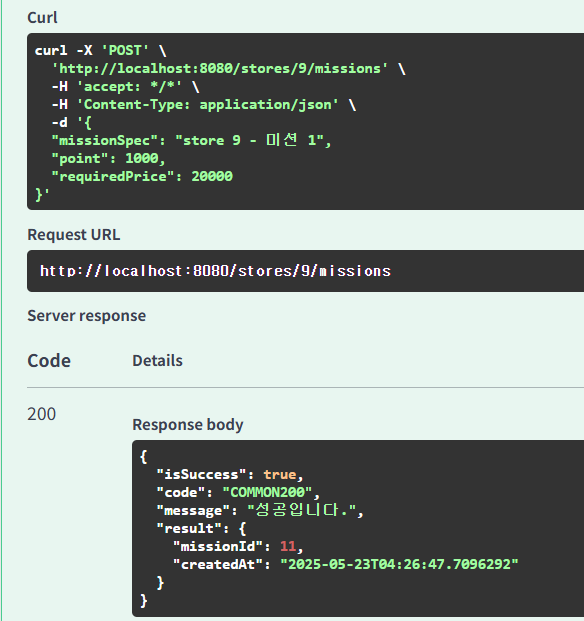 Curl
curl -X 'POST' \
'http://localhost:8080/stores/9/missions' \
-H 'accept: */*' \
-H 'Content-Type: application/json' \
-d '{
"missionSpec": "store 9 - 미션 1",
"point": 1000,
"requiredPrice": 20000
}'
Request URL
http://localhost:8080/stores/9/missions
Server response
Code Details
200
Response body
{
"isSuccess": true,
"code": "COMMON200",
"message": "성공입니다.",
"result": {
"missionId": 11,
"createdAt": "2025-05-23T04:26:47.7096292"
}
}